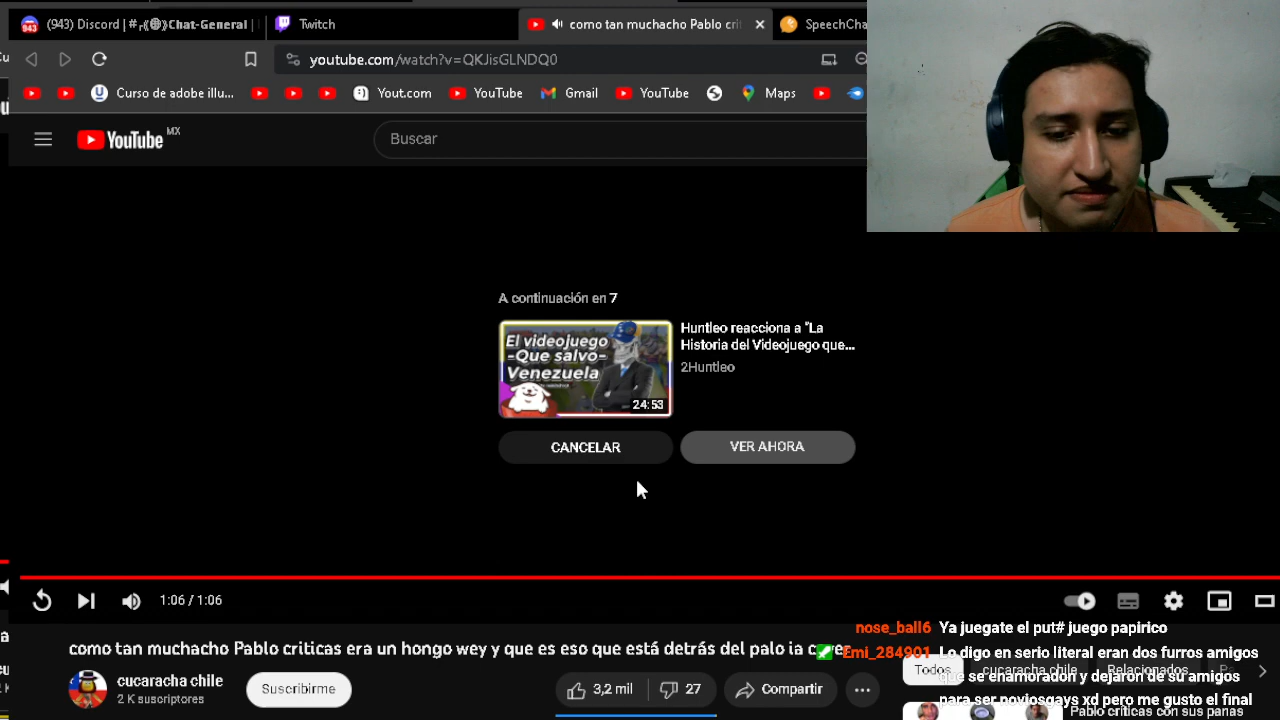 (943) Discord | #┌(🌐)Chat-General |
Twitch
como tan muchacho Pablo crit
SpeechCha
youtube.com/watch?v=QKJisGLNDQ0
Curso de adobe illu...
Yout.com
YouTube
Gmail
YouTube
Maps
YouTube MX
Buscar
A continuación en 7
El videojuego
-Que salvó-
Venezuela
24:53
Huntleo reacciona a "La
Historia del Videojuego que...
2Huntleo
CANCELAR
VER AHORA
1:06 / 1:06
como tan muchacho Pablo criticas era un hongo wey y que es eso que está detrás del palo ia
cucaracha chile
2 K suscriptores
Suscribirme
3,2 mil
27
Compartir
nose_ball6 Ya juegate el put# juego papirico
Emi_284901 Lo digo en serio literal eran dos furros amigos
que se enamoradon y dejaron de su amigos
para ser noviosgays xd pero me gusto el final
Todos
cucaracha chile
Relacionados
Pablo criticas con sus panas